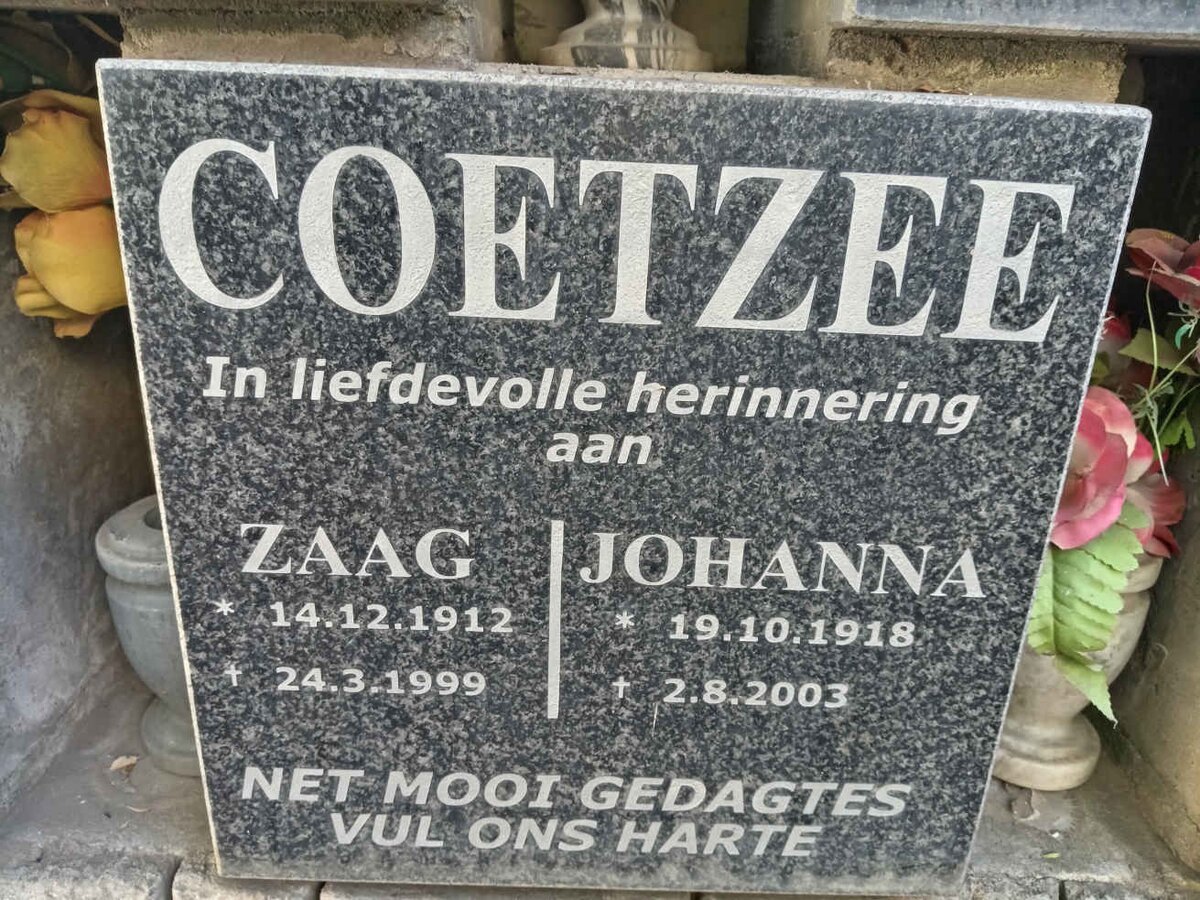 COETZEE
In liefdevolle herinnering
aan
ZAAG
* 14.12.1912
† 24.3.1999
JOHANNA
* 19.10.1918
† 2.8.2003
NET MOOI GEDAGTES
VUL ONS HARTE